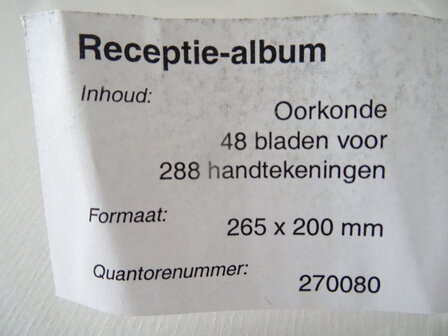 Receptie-album
Inhoud: Oorkonde
48 bladen voor
288 handtekeningen
Formaat: 265 x 200 mm
Quantorenummer: 270080